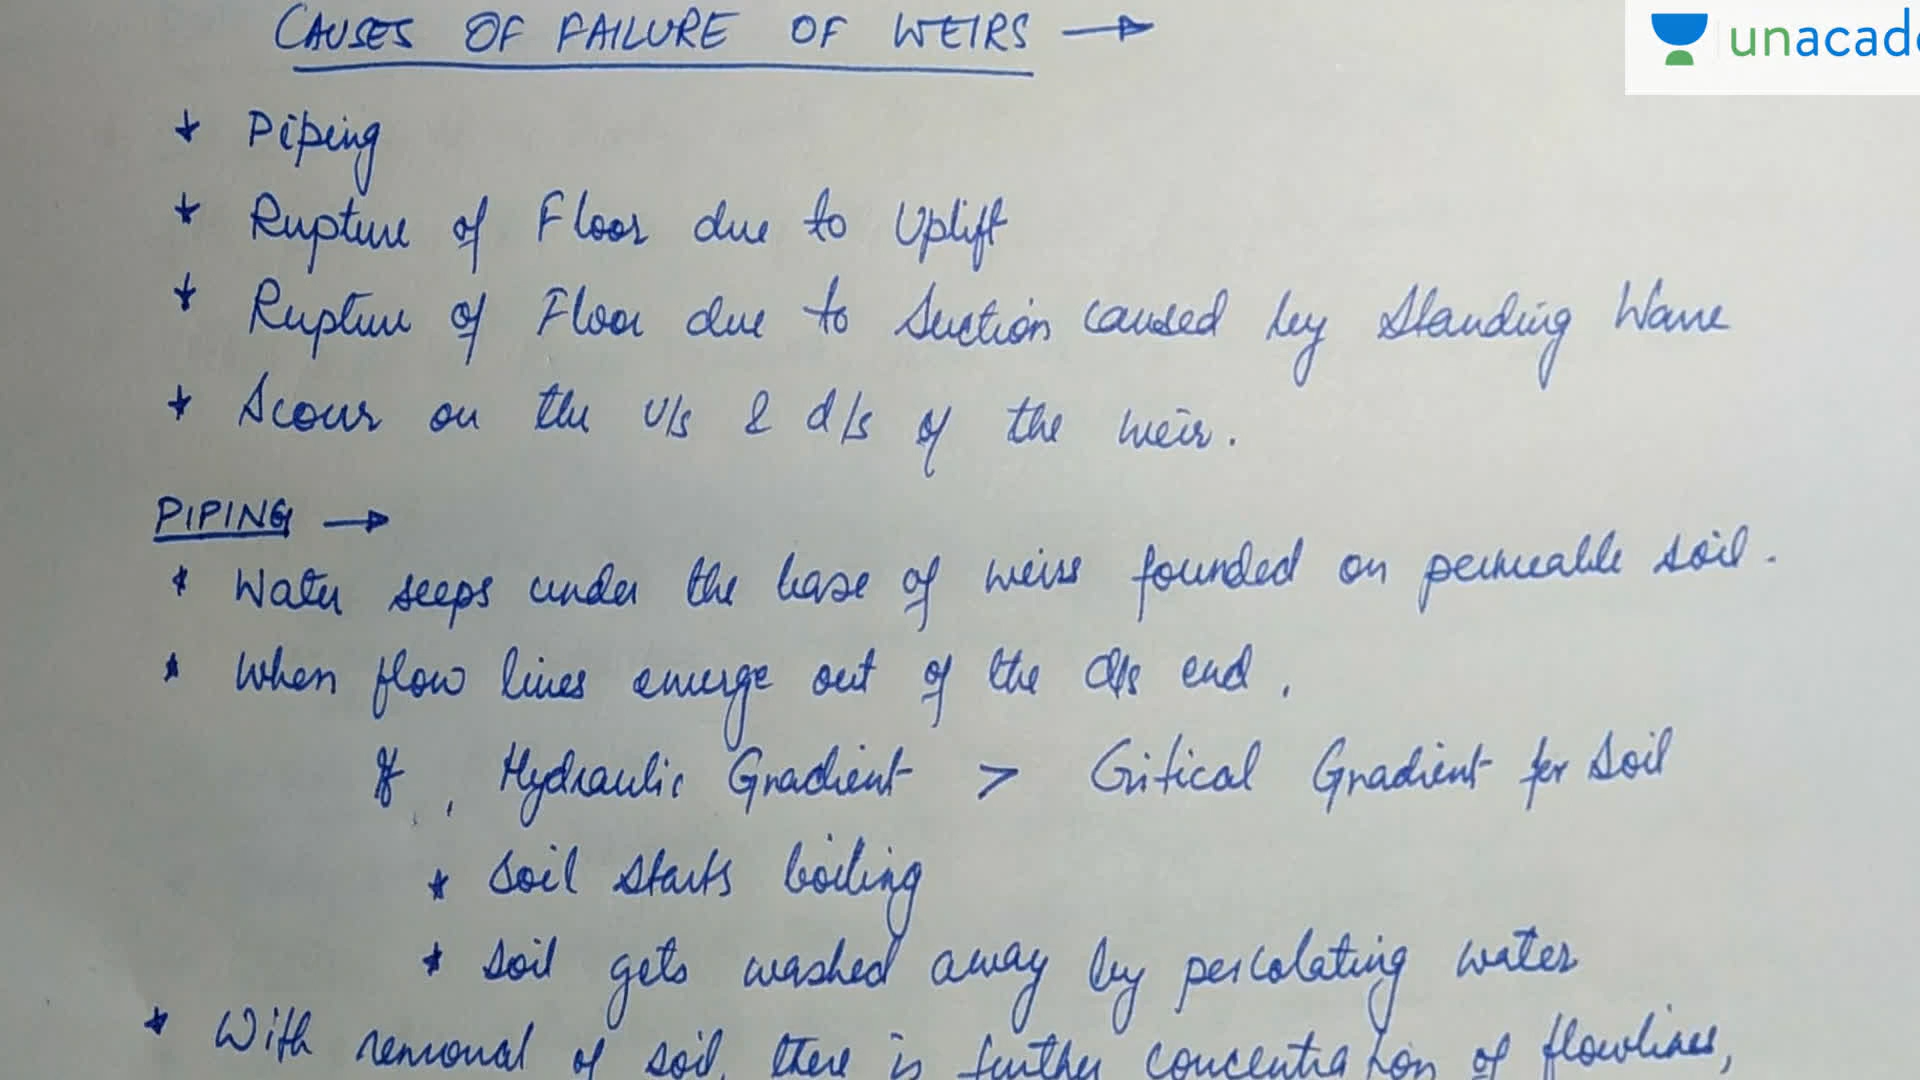 CAUSES OF FAILURE OF WEIRS →
unacad
* Piping
* Rupture of Floor due to Uplift
* Rupture of Floor due to Suction caused by Standing Wave
* Scour on the u/s & d/s of the weir.
PIPING →
* Water seeps under the base of weirs founded on permeable soil.
* When flow lines emerge out of the d/s end,
If, Hydraulic Gradient > Critical Gradient for soil
* Soil starts boiling
* Soil gets washed away by percolating water
* With removal of soil, there is further concentration of flowlines,